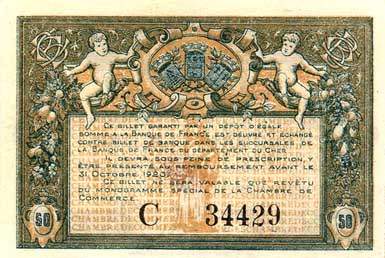 CE BILLET GARANTI PAR UN DÉPOT D'ÉGALE
SOMME A LA BANQUE DE FRANCE EST DÉLIVRÉ ET ÉCHANGÉ
CONTRE BILLET DE BANQUE DANS LES SUCCURSALES DE
BANQUE DE FRANCE DU DÉPARTEMENT DU CHER.
IL DEVRA, SOUS PEINE DE PRESCRIPTION, Y
ÊTRE PRÉSENTÉ AU REMBOURSEMENT AVANT LE
31 OCTOBRE 1920.
CE BILLET NE SERA VALABLE QUE REVÊTU
DU MONOGRAMME SPÉCIAL DE LA CHAMBRE DE
COMMERCE.
C 34429
50 50